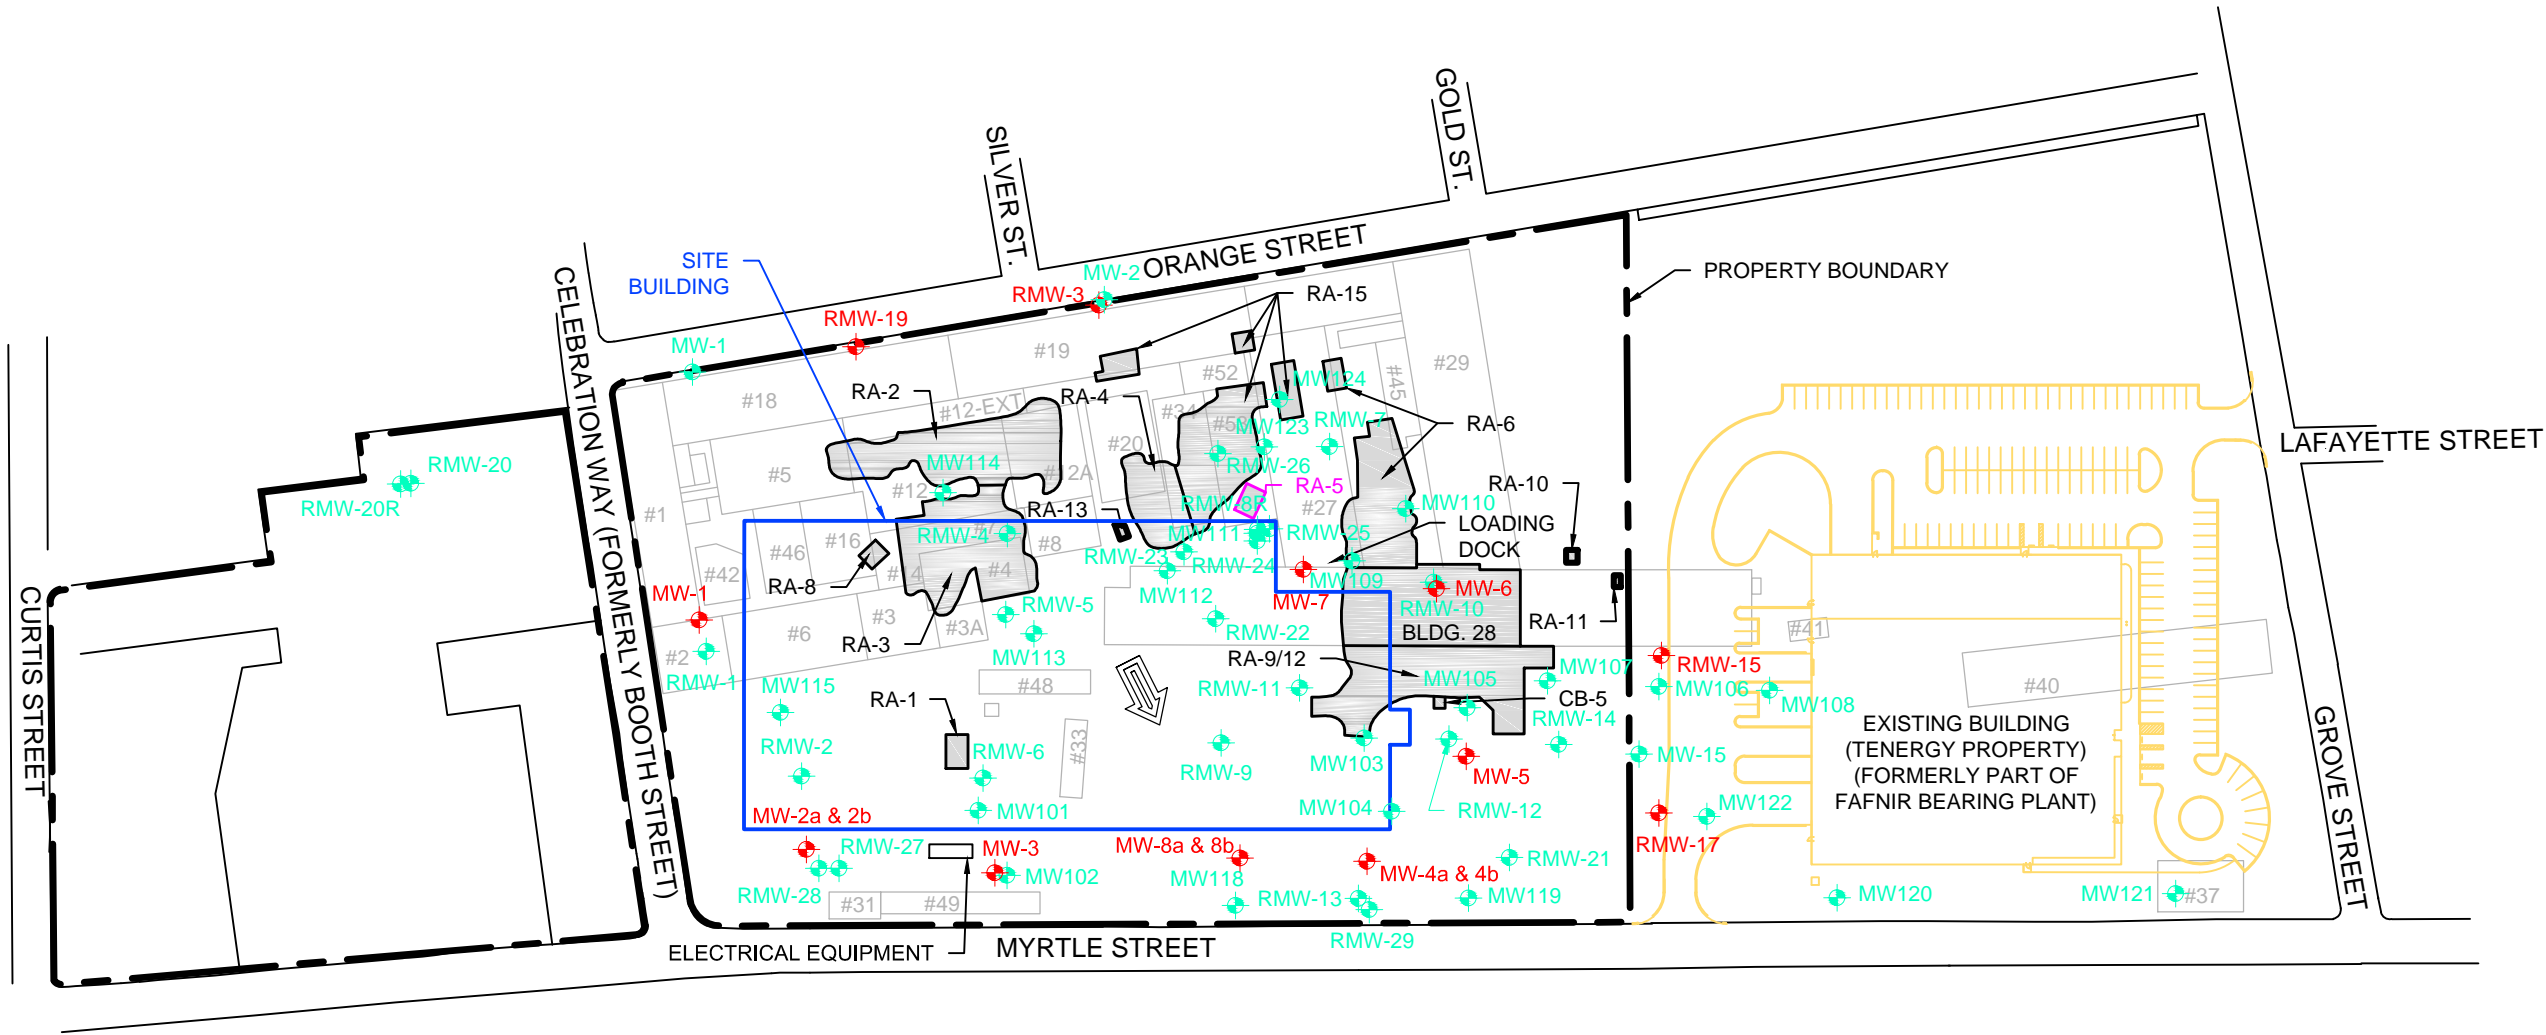 GOLD ST.
SILVER ST.
ORANGE STREET
SITE
BUILDING
MW-2
RMW-3
RMW-19
MW-1
RA-15
PROPERTY BOUNDARY
CELEBRATION WAY (FORMERLY BOOTH STREET)
CURTIS STREET
#19
#18
RA-2
#12-EXT
RA-4
#52
#34
MW124
#45
#29
#20
MW123
RMW-7
RA-6
LAFAYETTE STREET
RMW-20
RMW-20R
#5
#12
MW114
#12A
RMW-26
RMW-8R
RA-5
#27
MW110
RA-10
#1
#46
#16
RMW-4
#7
RA-13
#8
MW111
RMW-25
LOADING
DOCK
#42
RA-8
#14
#4
RMW-23
RMW-24
MW109
MW-6
MW-1
#6
#3
#3A
RMW-5
MW112
MW-7
RMW-10
RA-11
#2
RA-3
MW113
RMW-22
BLDG. 28
#41
RMW-1
MW115
#48
RMW-11
RA-9/12
MW105
MW107
RMW-15
MW106
MW108
#40
RA-1
CB-5
RMW-14
RMW-2
RMW-6
#33
RMW-9
MW103
MW-5
MW-15
EXISTING BUILDING
(TENERGY PROPERTY)
(FORMERLY PART OF
FAFNIR BEARING PLANT)
GROVE STREET
MW-2a & 2b
MW101
MW104
RMW-12
MW122
RMW-27
MW-3
MW-8a & 8b
MW-4a & 4b
RMW-21
RMW-17
RMW-28
MW102
MW118
RMW-13
MW119
MW120
MW121
#37
#31
#49
RMW-29
ELECTRICAL EQUIPMENT
MYRTLE STREET